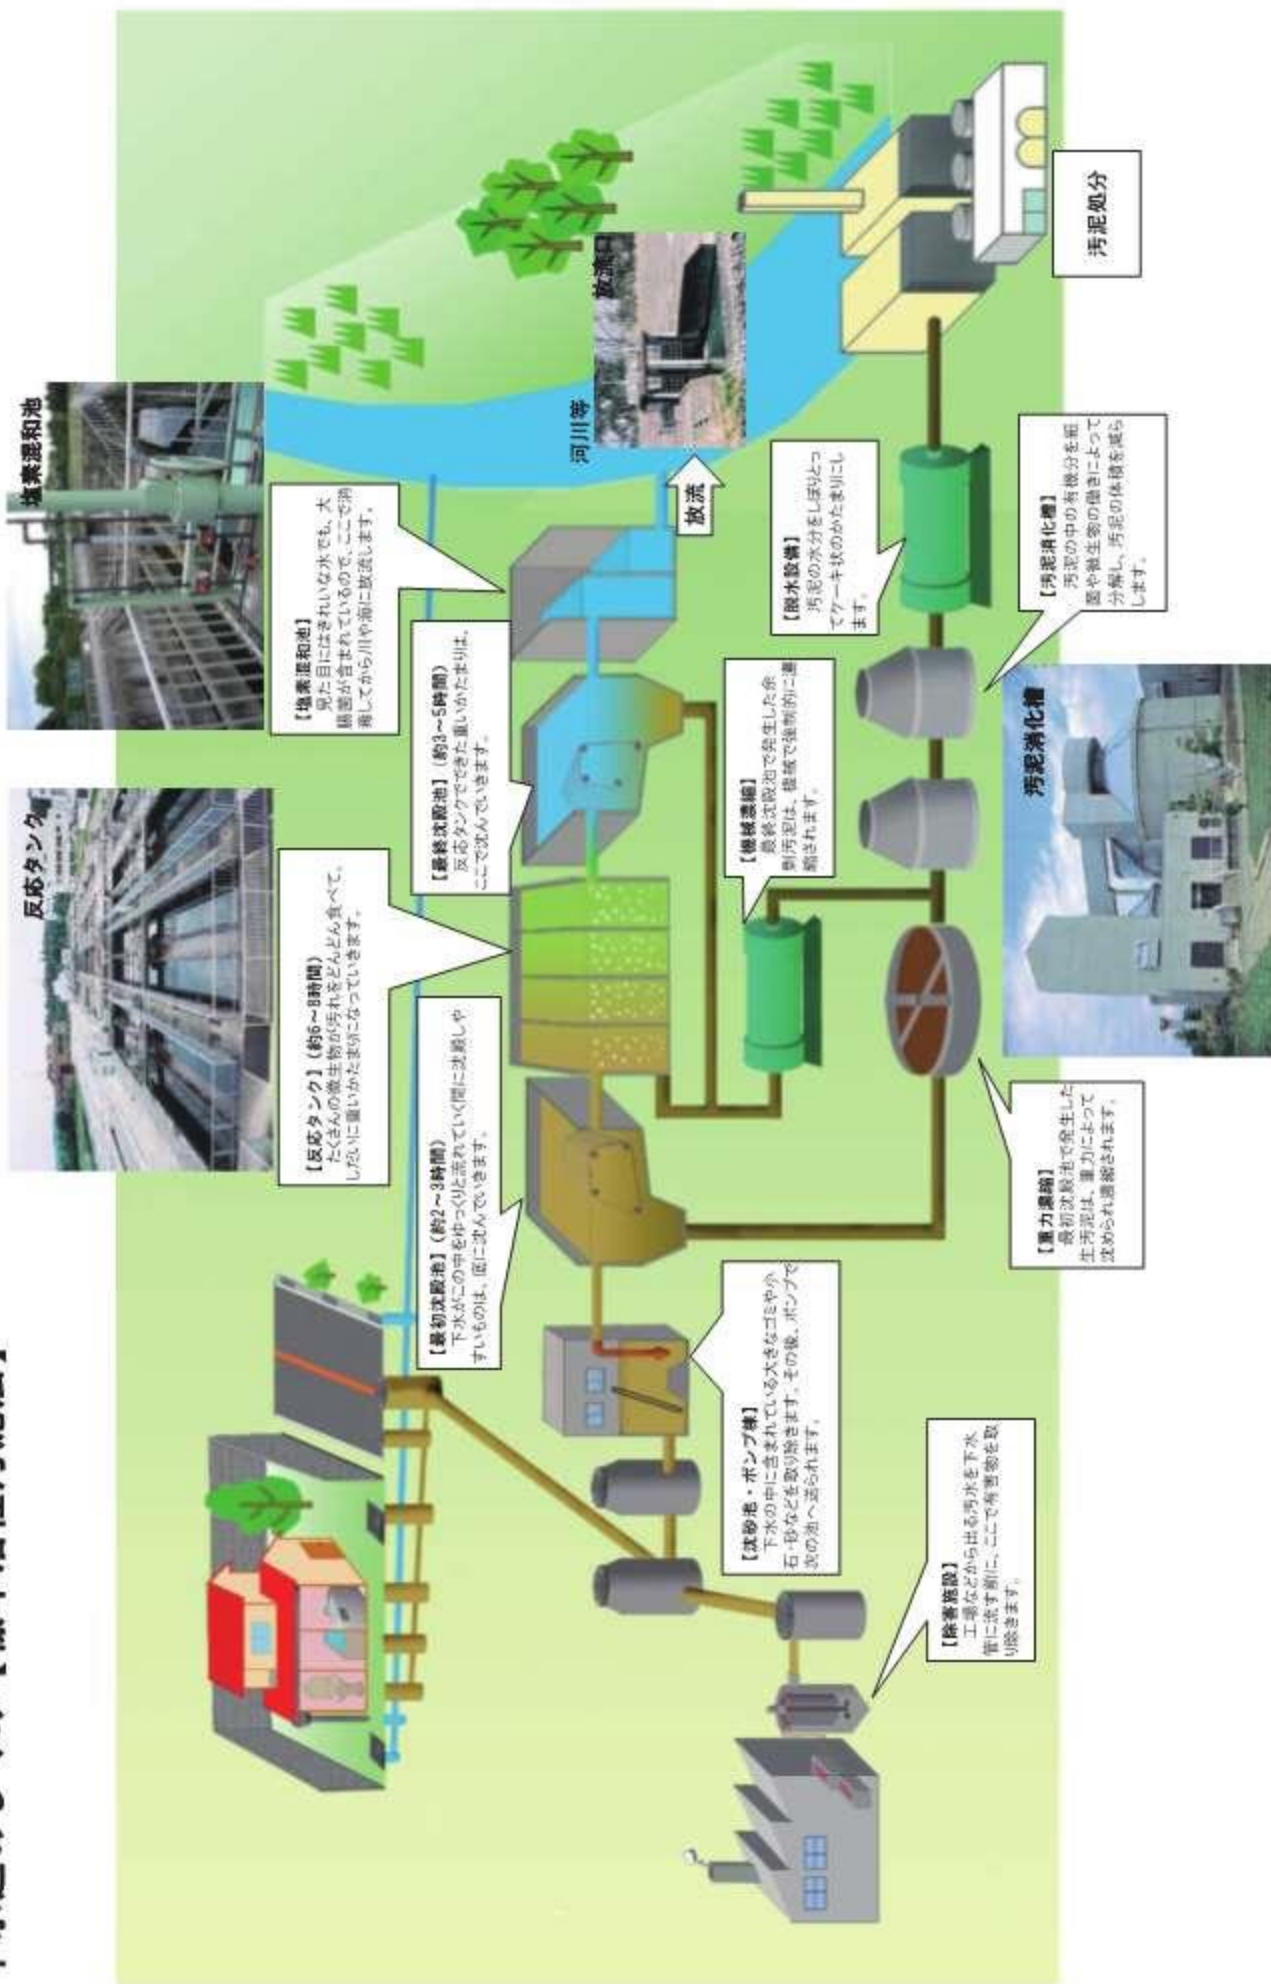 反応タンク
塩素混和池
【反応タンク】（約6～8時間）
たくさんの微生物が汚れをどんどん食べて、
しだいに重いかたまりになっていきます。
【塩素混和池】
見た目にはきれいな水でも、大
腸菌が含まれているので、ここで消
毒してから川や海に放流します。
【最初沈殿池】（約2～3時間）
下水がこの中をゆっくりと流れていく間に沈殿しや
すいものは、底に沈んでいきます。
【最終沈殿池】（約3～5時間）
反応タンクでできた重いかたまりは、
ここで沈んでいきます。
河川等
放流口
放流
【沈砂池・ポンプ棟】
下水の中に含まれている大きなゴミや小
石・砂などを取り除きます。その後、ポンプで
次の池へ送られます。
【機械濃縮】
最終沈殿池で発生した余
剰汚泥は、機械で強制的に濃
縮されます。
【脱水設備】
汚泥の水分をしぼりとっ
てケーキ状のかたまりにし
ます。
【除害施設】
工場などから出る汚水を下水
管に流す前に、ここで有害物を取
り除きます。
【重力濃縮】
最初沈殿池で発生した
生汚泥は、重力によって
沈められ濃縮されます。
汚泥消化槽
【汚泥消化槽】
汚泥の中の有機分を細
菌や微生物の働きによって
分解し、汚泥の体積を減ら
します。
汚泥処分